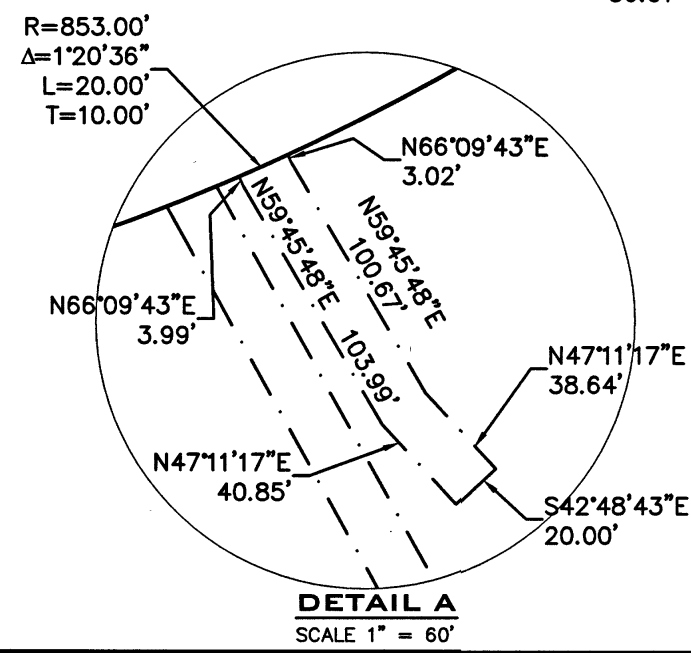 R=853.00'
Δ=1°20'36"
L=20.00'
T=10.00'
N66°09'43"E
3.02'
N59°45'48"E
N59°45'48"E
100.67'
N66°09'43"E
3.99'
103.99'
N47°11'17"E
38.64'
N47°11'17"E
40.85'
S42°48'43"E
20.00'
DETAIL A
SCALE 1" = 60'